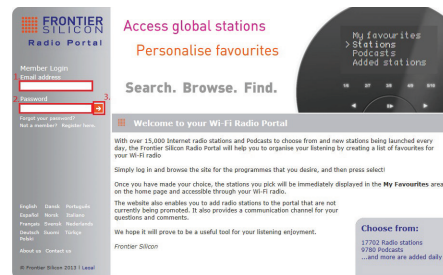 FRONTIER
SILICON
Radio Portal
Member Login
1. Email address
2. Password
3.
Forgot your password?
Not a member? Register here.
English Dansk Português
Español Norsk Italiano
Français Svensk Nederlands
Deutsch Suomi Türkçe
Polski
About us Contact us
© Frontier Silicon 2013 | Legal
Access global stations
Personalise favourites
Search. Browse. Find.
My favourites
> Stations
Podcasts
Added stations
Welcome to your Wi-Fi Radio Portal
With over 15,000 Internet radio stations and Podcasts to choose from and new stations being launched every
day, the Frontier Silicon Radio Portal will help you to organise your listening by creating a list of favourites for
your Wi-Fi radio
Simply log in and browse the site for the programmes that you desire, and then press select!
Once you have made your choice, the stations you pick will be immediately displayed in the My Favourites area
on the home page and accessible through your Wi-Fi radio.
The website also enables you to add radio stations to the portal that are not
currently being promoted. It also provides a communication channel for your
questions and comments.
We hope it will prove to be a useful tool for your listening enjoyment.
Frontier Silicon
Choose from:
17702 Radio stations
9780 Podcasts
...and more are added daily